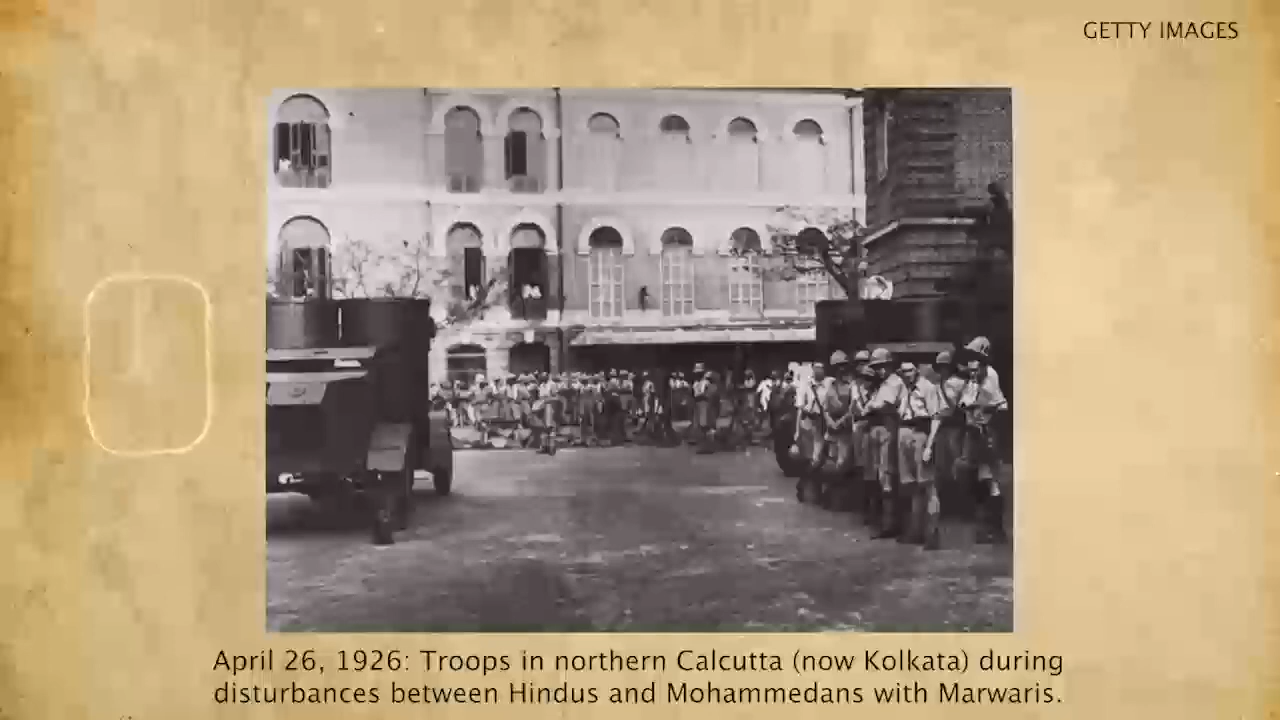 GETTY IMAGES
April 26, 1926: Troops in northern Calcutta (now Kolkata) during
disturbances between Hindus and Mohammedans with Marwaris.